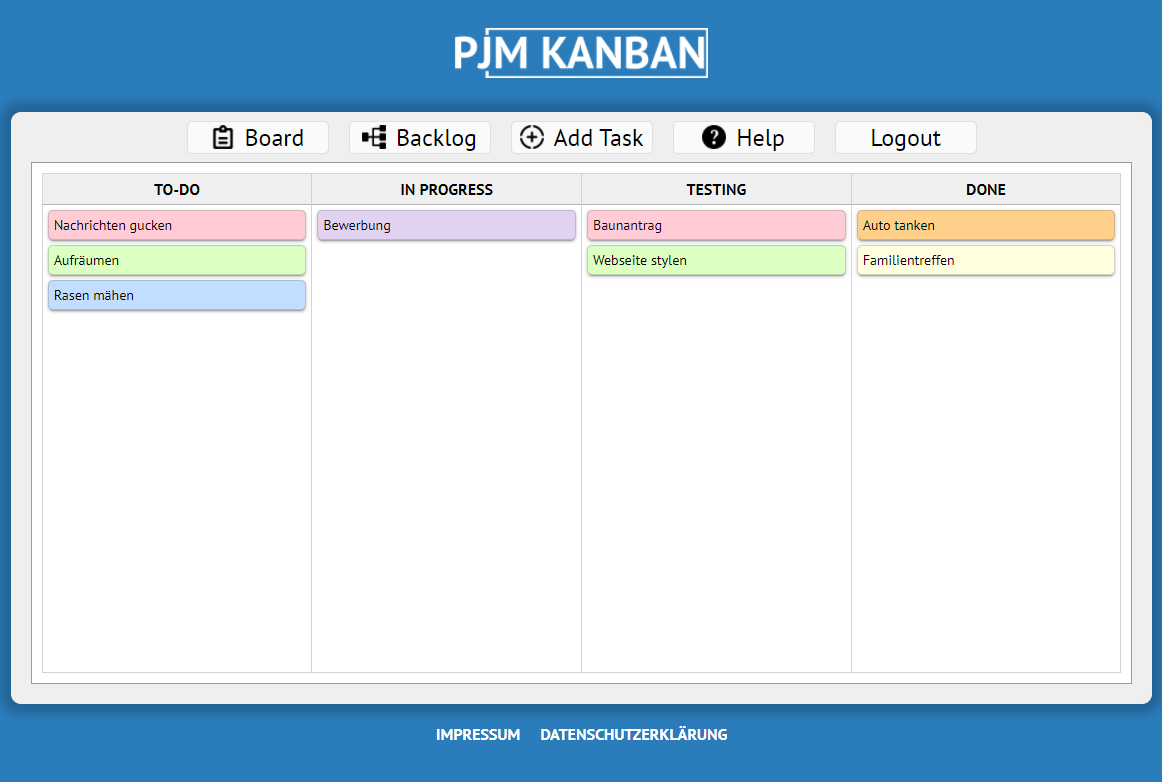 PJM KANBAN
Board Backlog Add Task Help Logout
TO-DO IN PROGRESS TESTING DONE
Nachrichten gucken Bewerbung Baunantrag Auto tanken
Aufräumen Webseite stylen Familientreffen
Rasen mähen
IMPRESSUM DATENSCHUTZERKLÄRUNG